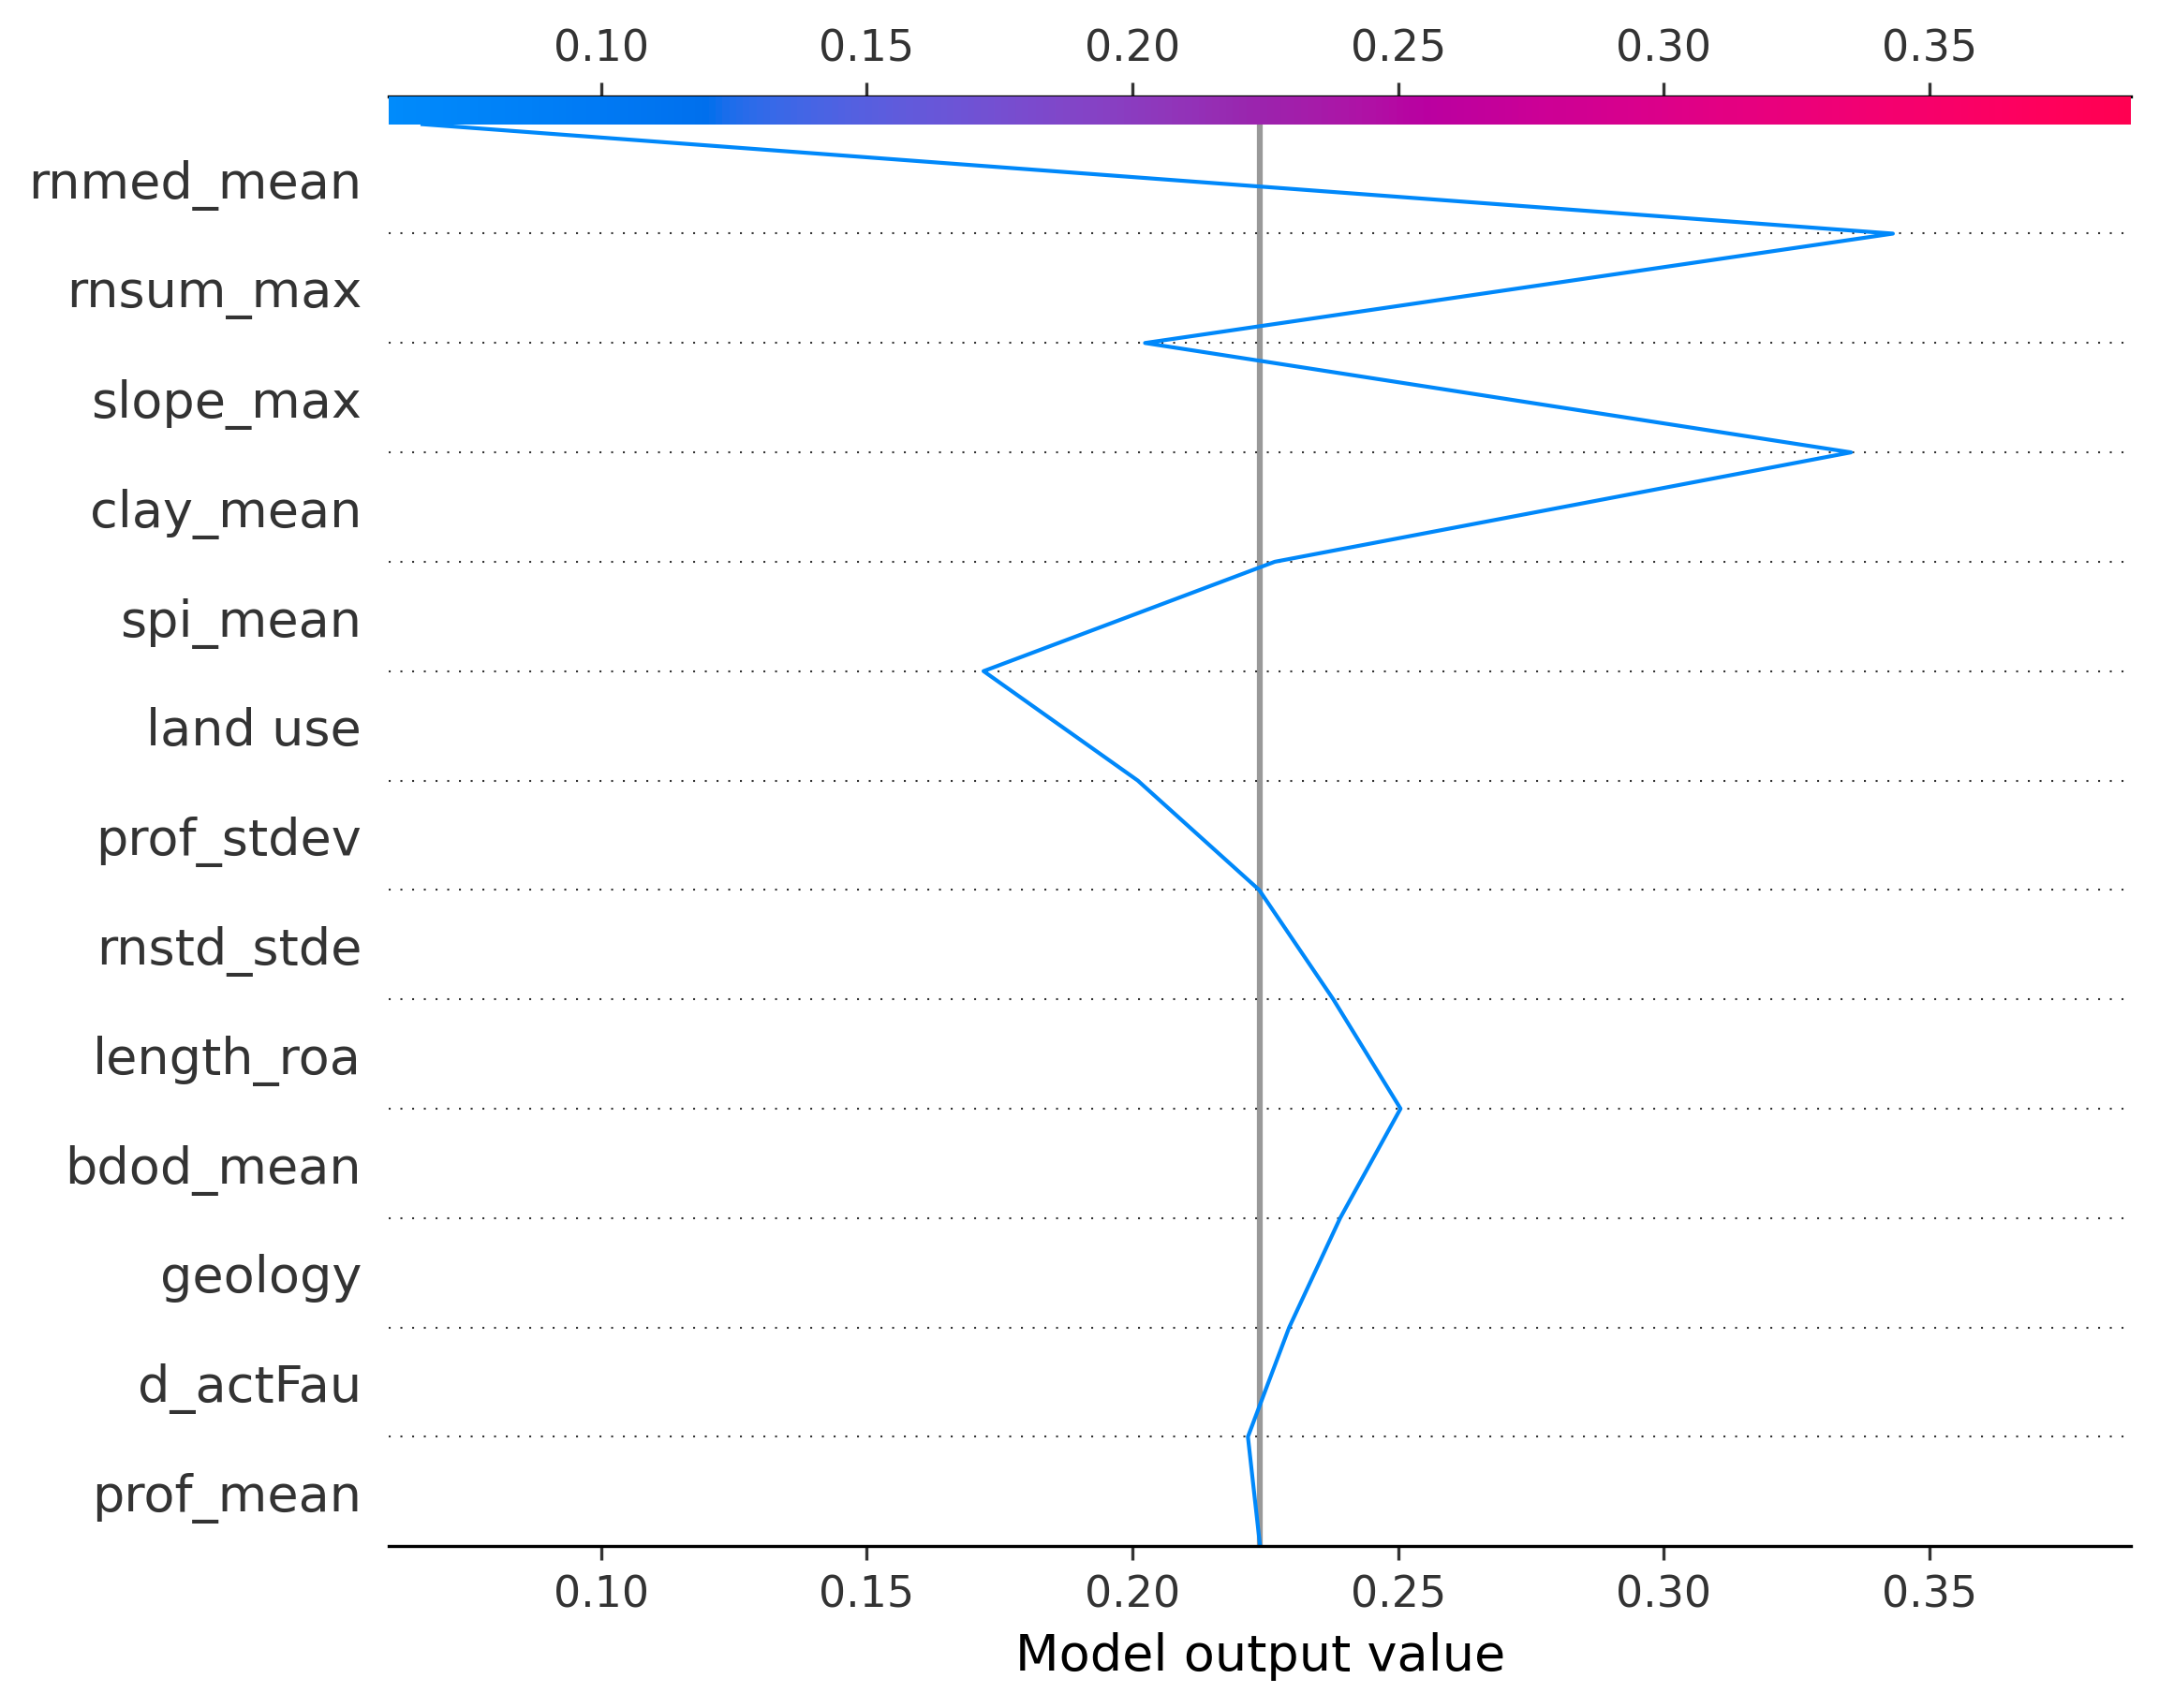 0.10 0.15 0.20 0.25 0.30 0.35
rnmed_mean
rnsum_max
slope_max
clay_mean
spi_mean
land use
prof_stdev
rnstd_stde
length_roa
bdod_mean
geology
d_actFau
prof_mean
0.10 0.15 0.20 0.25 0.30 0.35
Model output value